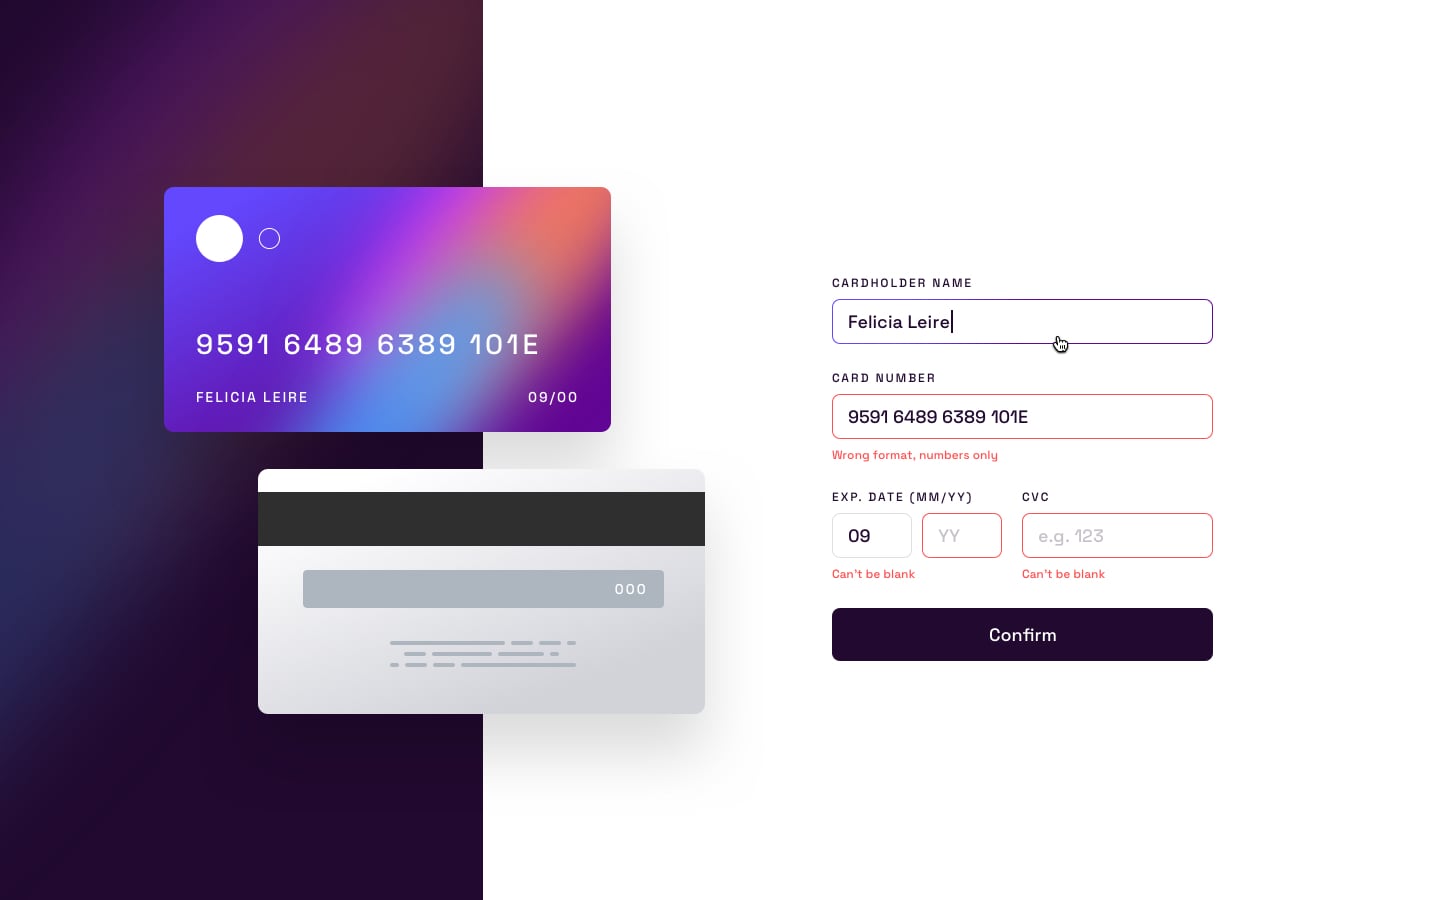 9591 6489 6389 101E
FELICIA LEIRE 09/00
000
CARDHOLDER NAME
Felicia Leire
CARD NUMBER
9591 6489 6389 101E
Wrong format, numbers only
EXP. DATE (MM/YY) CVC
09 YY e.g. 123
Can't be blank Can't be blank
Confirm